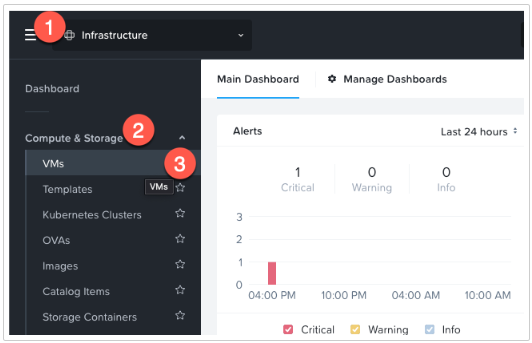 1
Infrastructure
Main Dashboard
Manage Dashboards
Dashboard
Compute & Storage
2
VMs
3
Templates
VMs
Kubernetes Clusters
OVAs
Images
Catalog Items
Storage Containers
Alerts
Last 24 hours
1
0
0
Critical
Warning
Info
3
2
1
0
04:00 PM
10:00 PM
04:00 AM
10:00 AM
Critical
Warning
Info